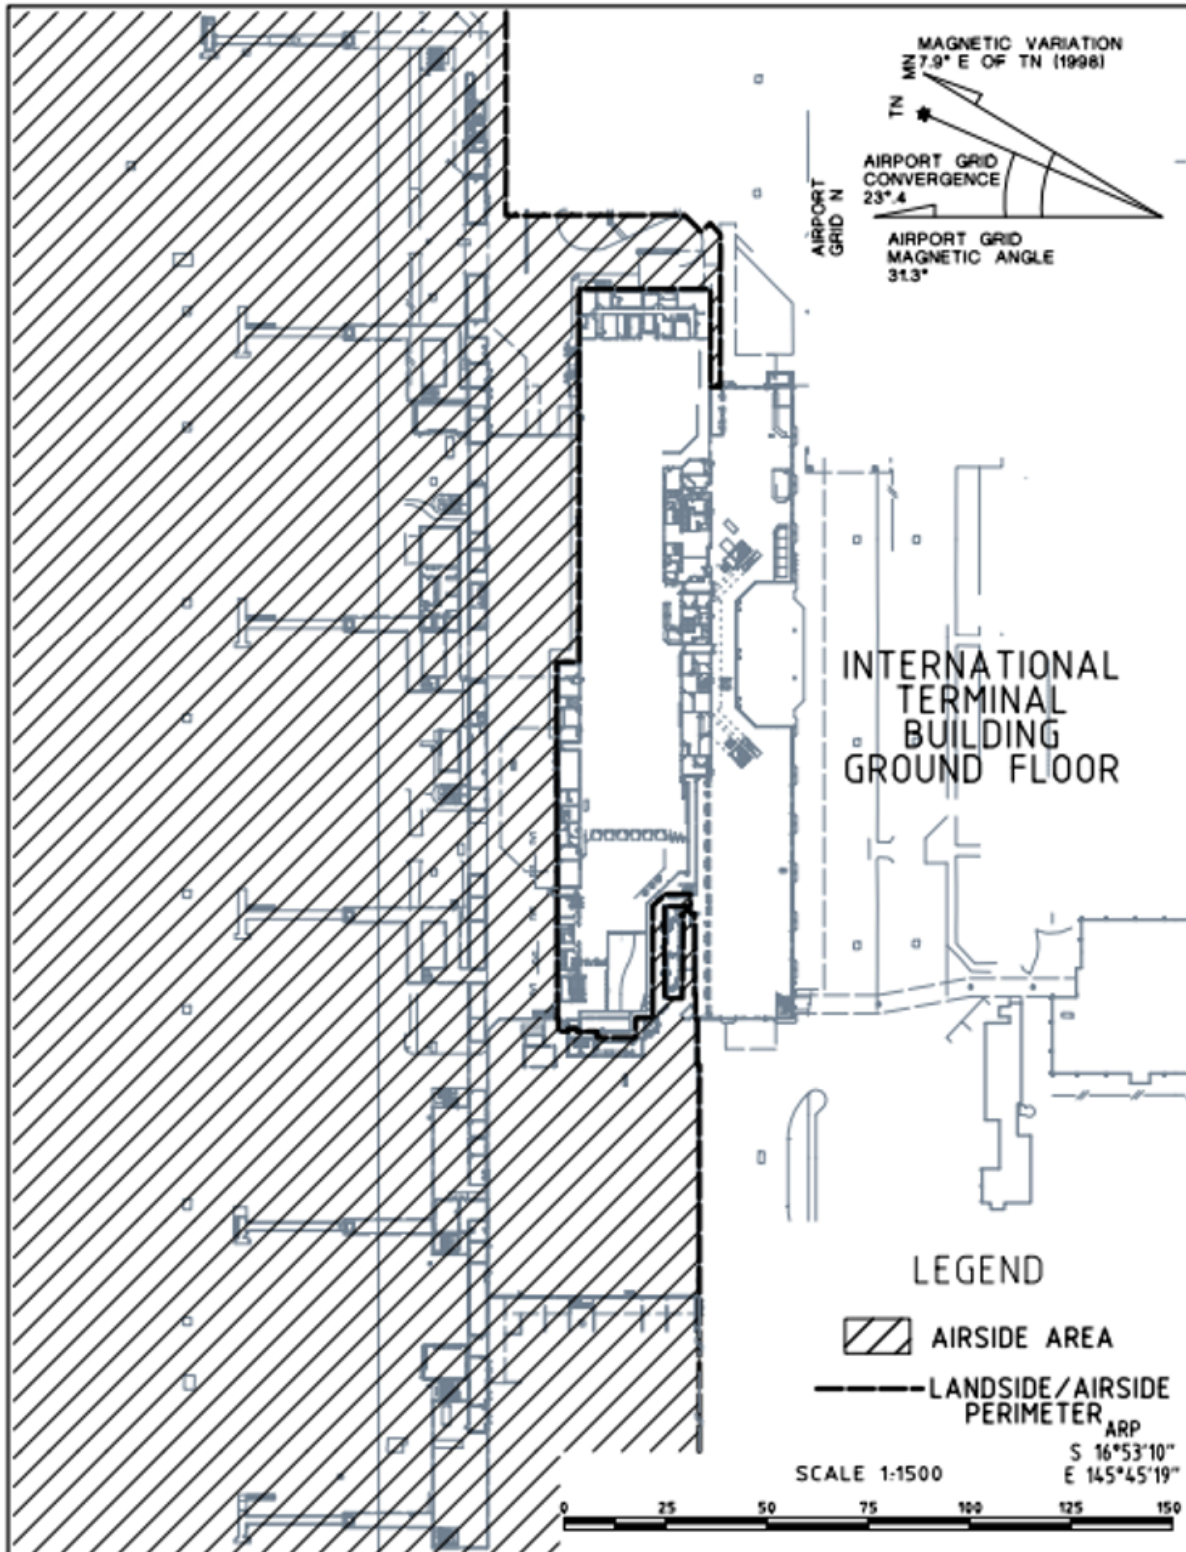 MAGNETIC VARIATION
7.9° E OF TN (1998)
MN
TN
AIRPORT GRID
CONVERGENCE
23°.4
AIRPORT
GRID N
AIRPORT GRID
MAGNETIC ANGLE
31.3°
INTERNATIONAL
TERMINAL
BUILDING
GROUND FLOOR
LEGEND
AIRSIDE AREA
LANDSIDE/AIRSIDE
PERIMETER
ARP
S 16°53'10"
E 145°45'19"
SCALE 1:1500
0 25 50 75 100 125 150